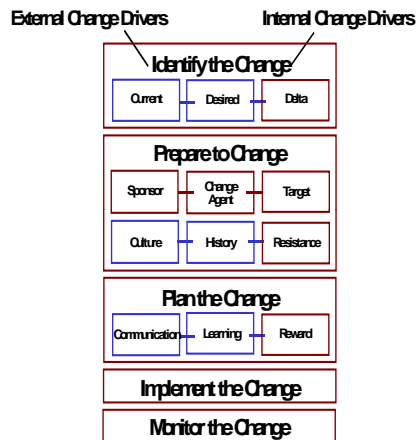 External Change Drivers Internal Change Drivers
Identify the Change
Current Desired Delta
Prepare to Change
Sponsor Change Agent Target
Culture History Resistance
Plan the Change
Communication Learning Reward
Implement the Change
Monitor the Change